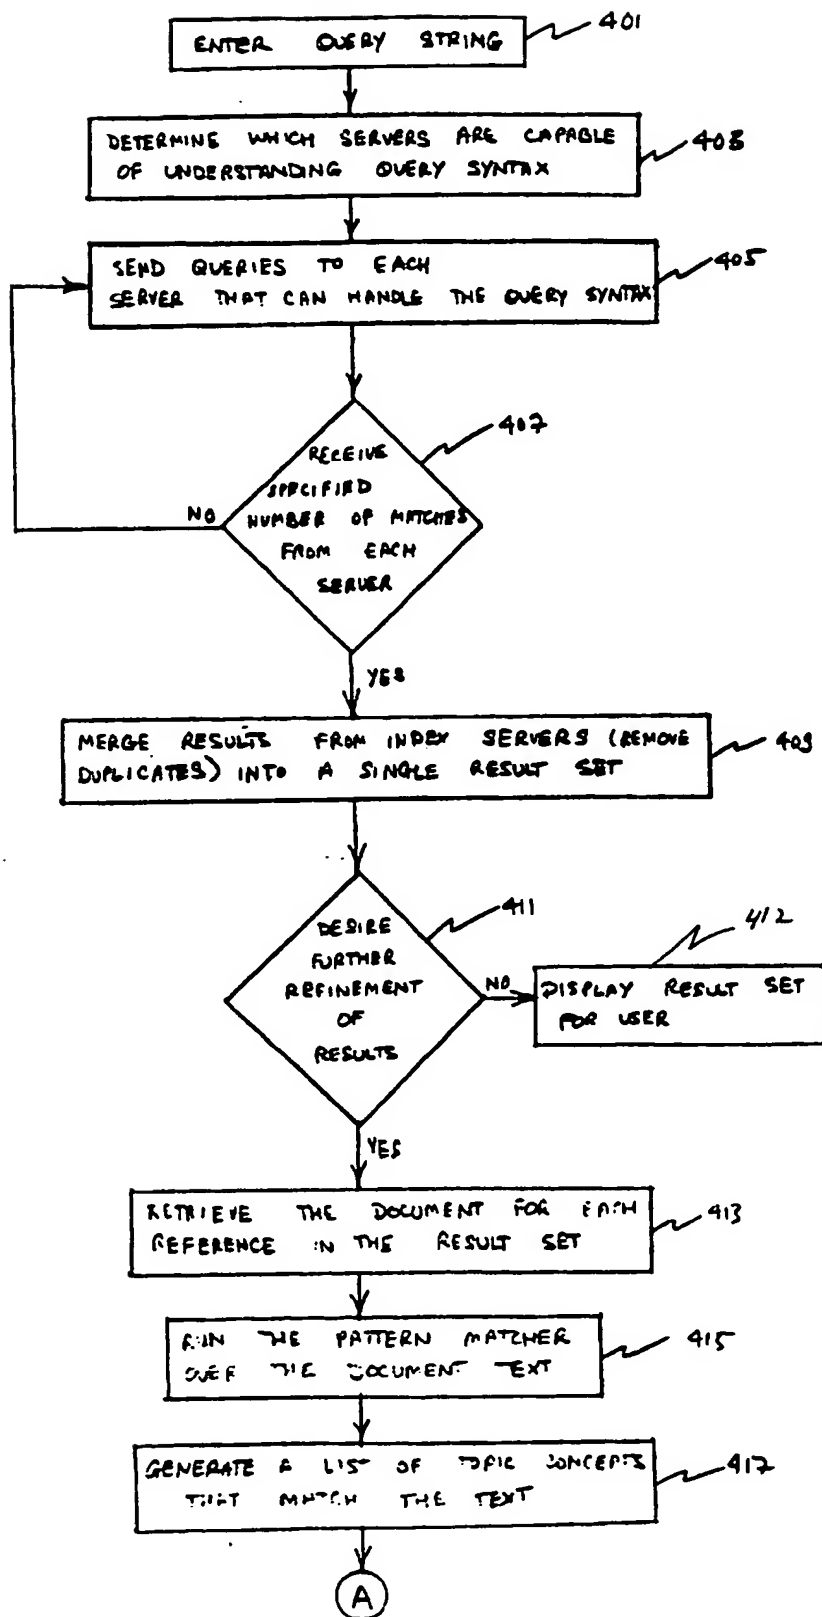 ENTER QUERY STRING
401
DETERMINE WHICH SERVERS ARE CAPABLE
OF UNDERSTANDING QUERY SYNTAX
403
SEND QUERIES TO EACH
SERVER THAT CAN HANDLE THE QUERY SYNTAX
405
RECEIVE
SPECIFIED
NUMBER OF MATCHES
FROM EACH
SERVER
407
NO
YES
MERGE RESULTS FROM INDEX SERVERS (REMOVE
DUPLICATES) INTO A SINGLE RESULT SET
409
DESIRE
FURTHER
REFINEMENT
OF
RESULTS
411
NO
412
DISPLAY RESULT SET
FOR USER
YES
RETRIEVE THE DOCUMENT FOR EACH
REFERENCE IN THE RESULT SET
413
RUN THE PATTERN MATCHER
OVER THE DOCUMENT TEXT
415
GENERATE A LIST OF TOPIC CONCEPTS
THAT MATCH THE TEXT
417
A